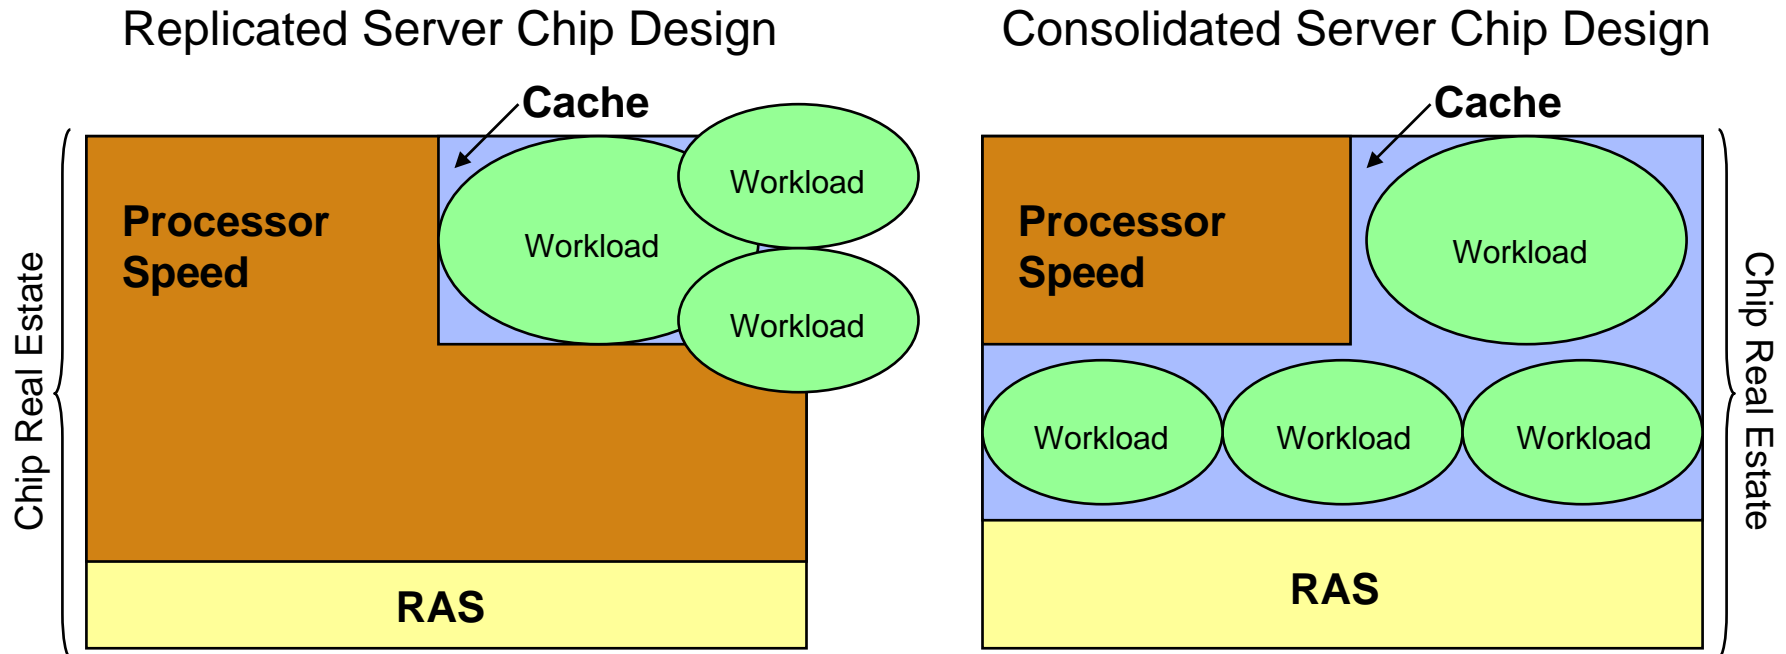 Replicated Server Chip Design
Cache
Processor
Speed
Workload
Workload
Workload
RAS
Chip Real Estate
Consolidated Server Chip Design
Cache
Processor
Speed
Workload
Workload
Workload
Workload
RAS
Chip Real Estate